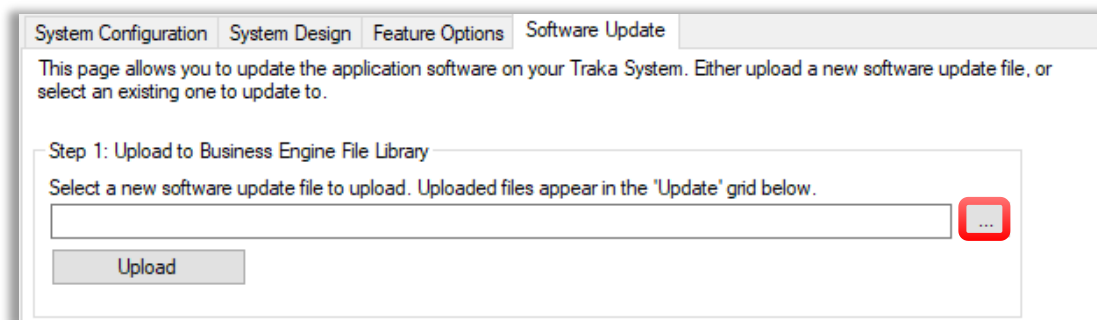 System Configuration System Design Feature Options Software Update
This page allows you to update the application software on your Traka System. Either upload a new software update file, or
select an existing one to update to.
Step 1: Upload to Business Engine File Library
Select a new software update file to upload. Uploaded files appear in the 'Update' grid below.
...
Upload